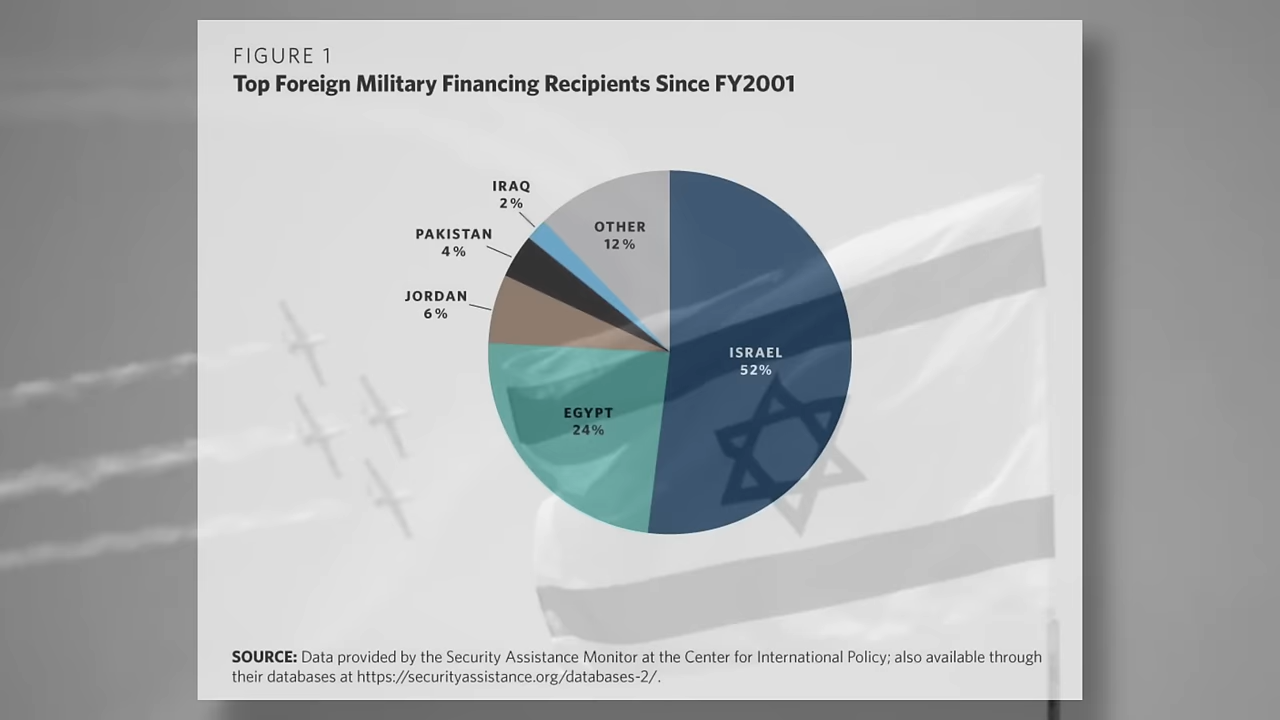 FIGURE 1
Top Foreign Military Financing Recipients Since FY2001
IRAQ
2%
OTHER
12%
PAKISTAN
4%
JORDAN
6%
ISRAEL
52%
EGYPT
24%
SOURCE: Data provided by the Security Assistance Monitor at the Center for International Policy; also available through
their databases at https://securityassistance.org/databases-2/.